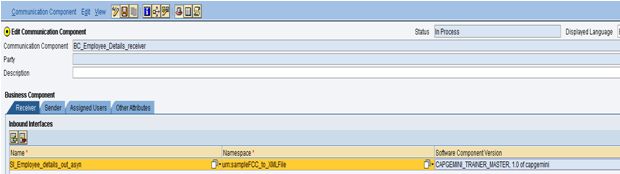 Communication Component Edit View
Edit Communication Component Status In Process Displayed Language
Communication Component BC_Employee_Details_receiver
Party
Description
Business Component
Receiver Sender Assigned Users Other Attributes
Inbound Interfaces
Name * Namespace * Software Component Version
SI_Employee_details_out_asyn urn:sampleFCC_to_XMLFile CAPGEMINI_TRAINER_MASTER, 1.0 of capgemini